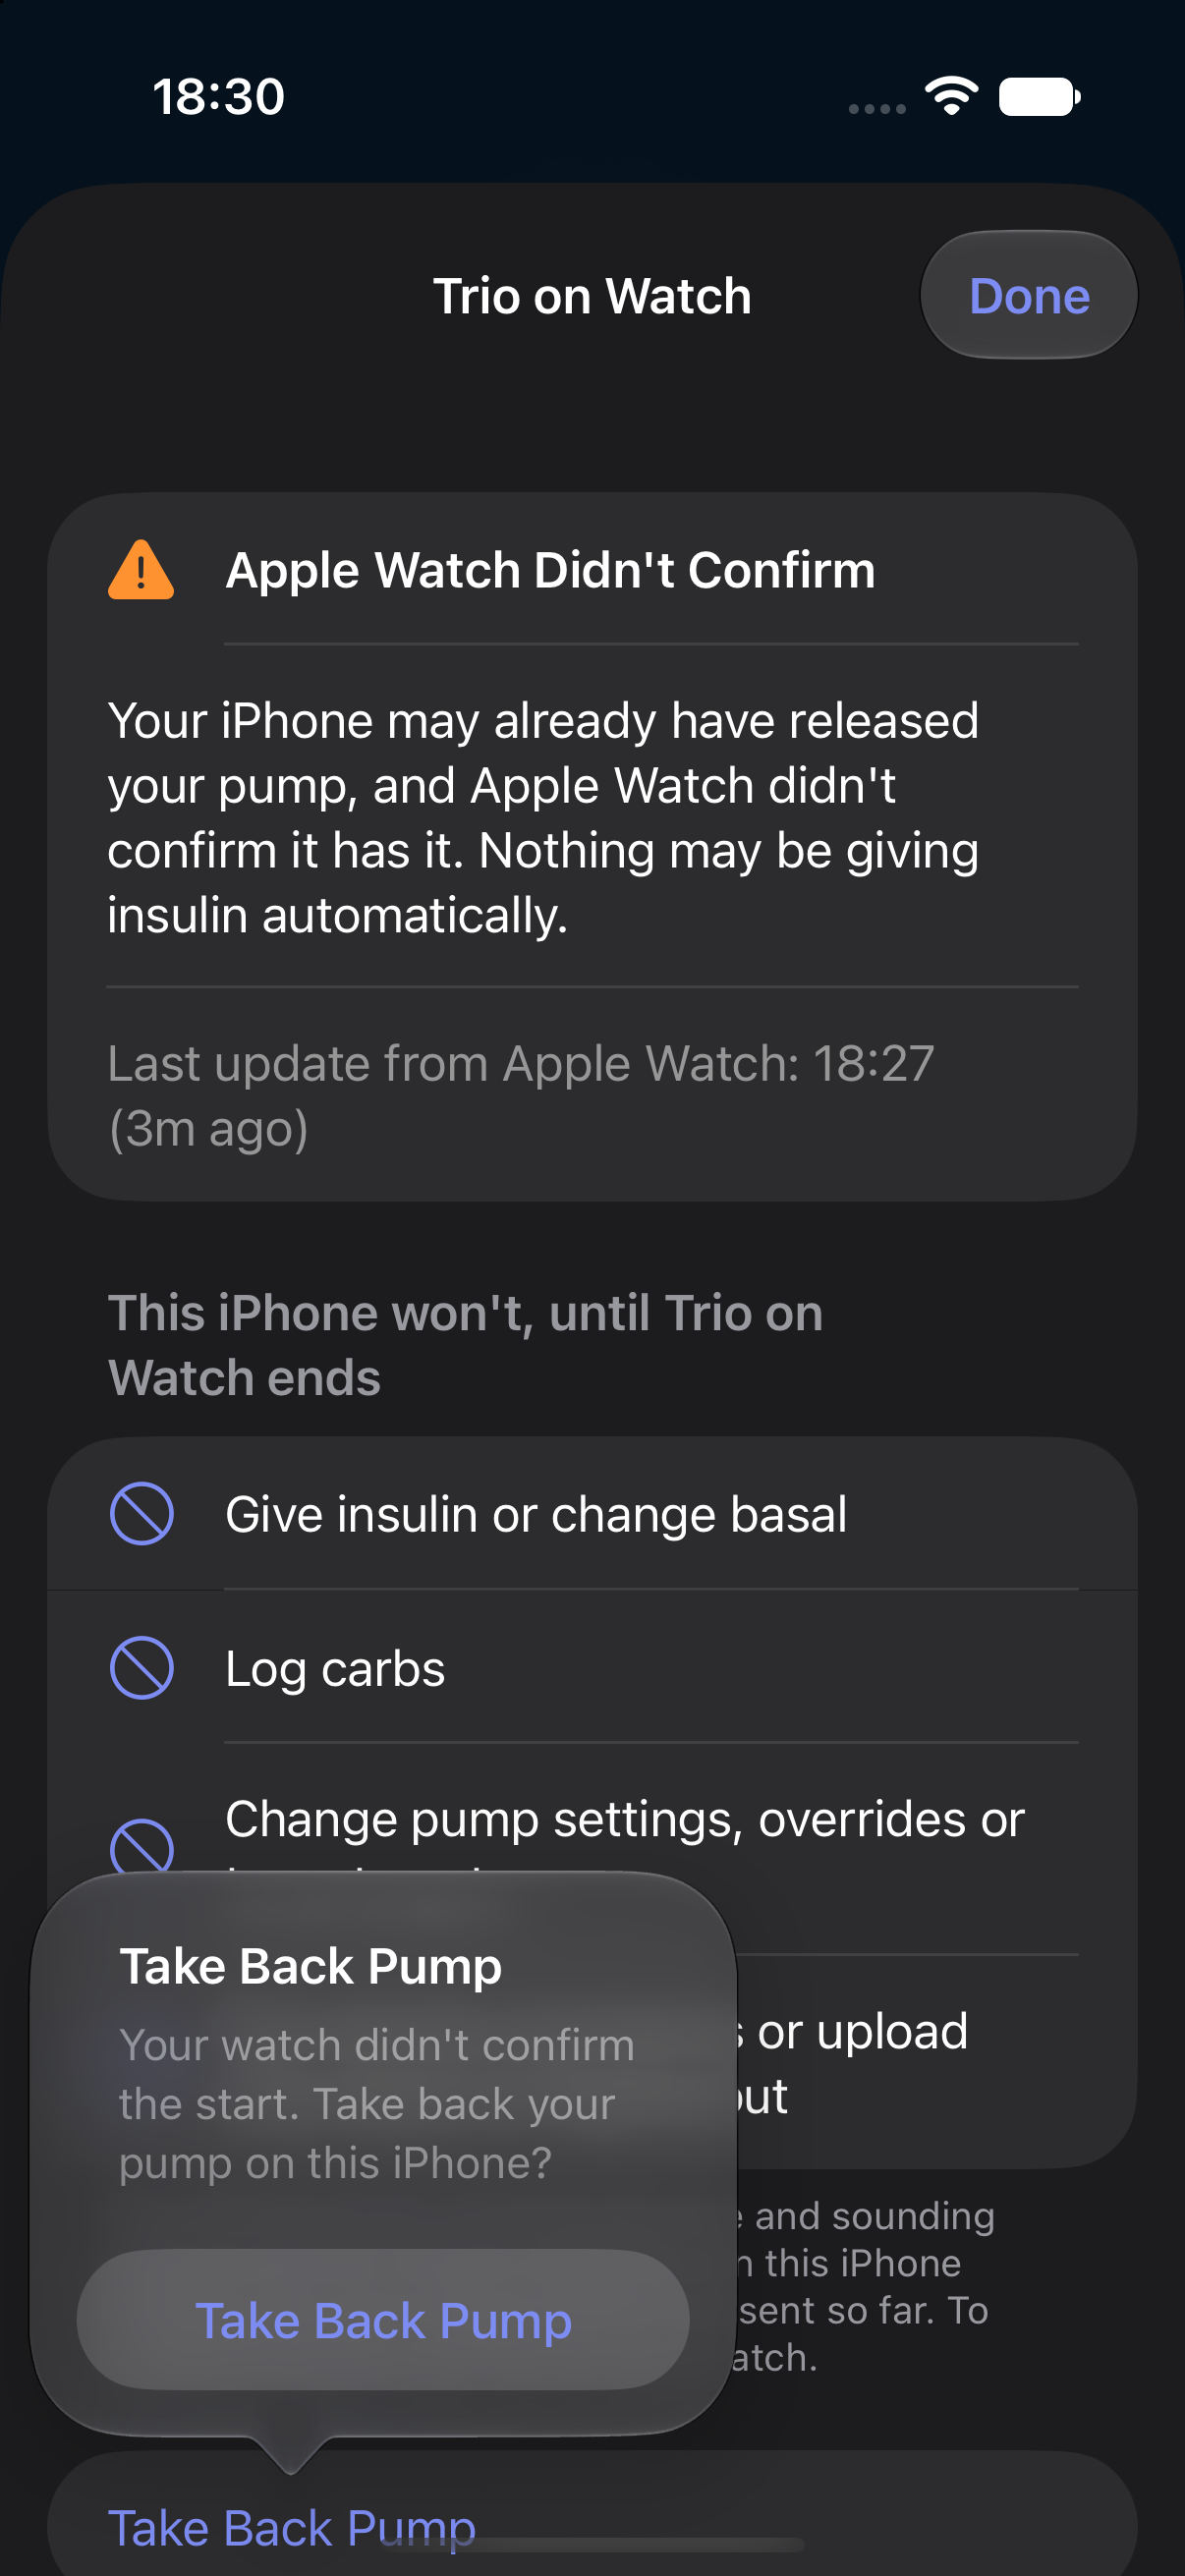 18:30
Trio on Watch
Done
Apple Watch Didn't Confirm
Your iPhone may already have released
your pump, and Apple Watch didn't
confirm it has it. Nothing may be giving
insulin automatically.
Last update from Apple Watch: 18:27
(3m ago)
This iPhone won't, until Trio on
Watch ends
Give insulin or change basal
Log carbs
Change pump settings, overrides or
or upload
Take Back Pump
Your watch didn't confirm
the start. Take back your
pump on this iPhone?
Take Back Pump
and sounding
this iPhone
sent so far. To
Take Back Pump